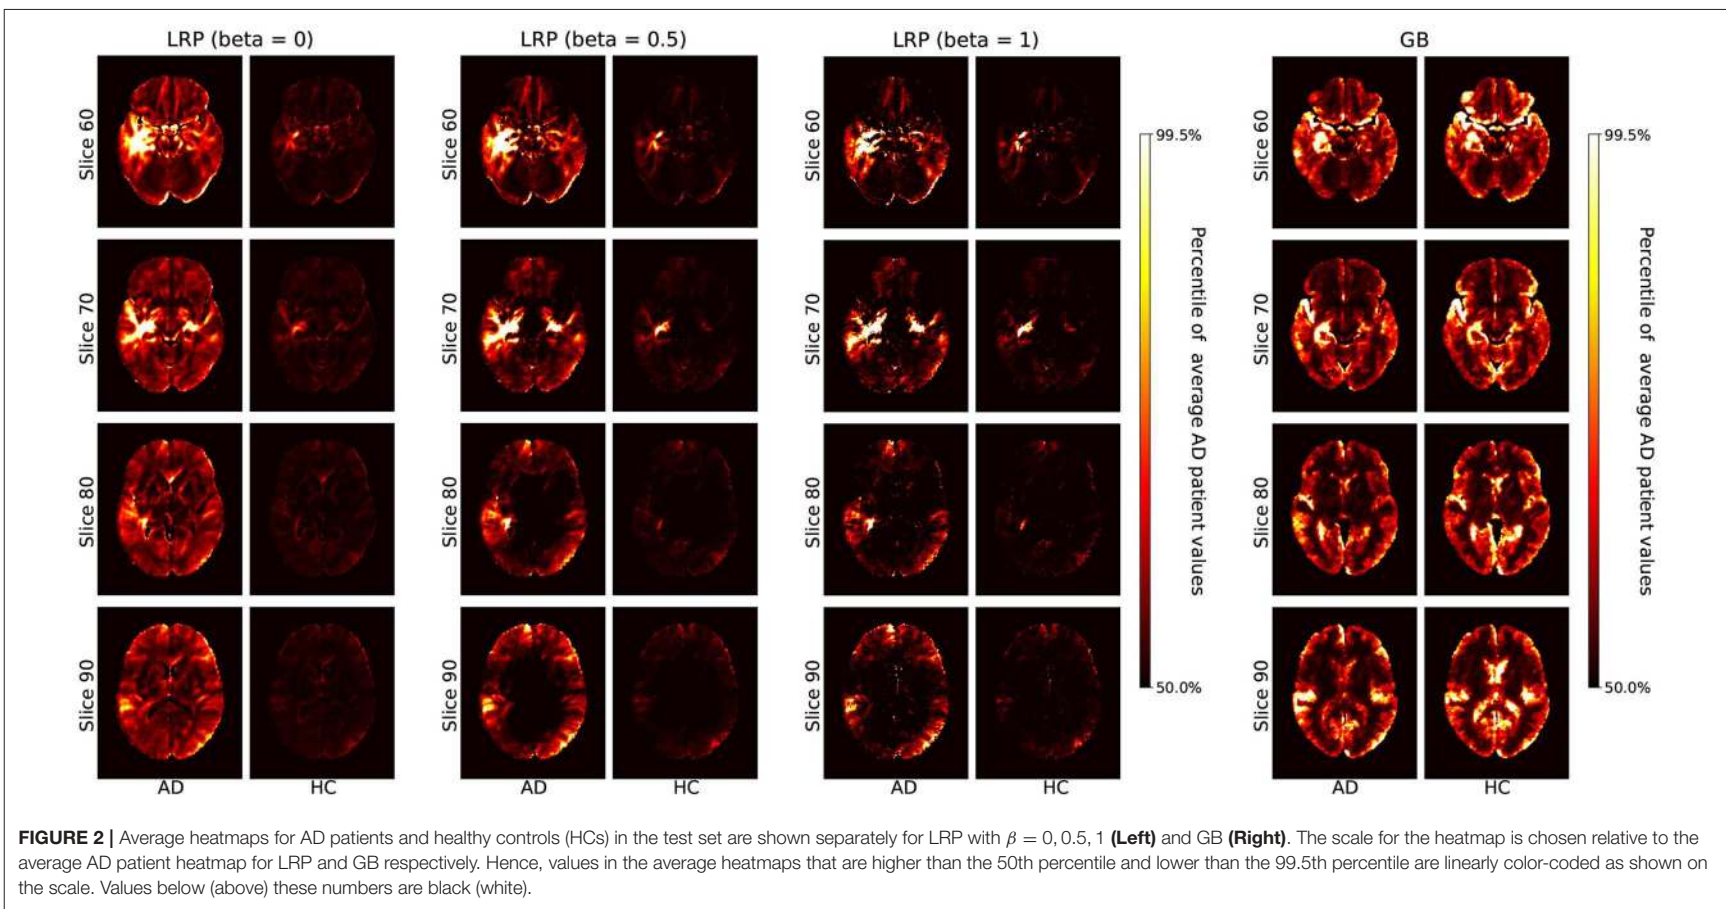 LRP (beta = 0)
LRP (beta = 0.5)
LRP (beta = 1)
GB
Slice 60
Slice 60
Slice 60
Slice 60
Slice 70
Slice 70
Slice 70
Slice 70
Slice 80
Slice 80
Slice 80
Slice 80
Slice 90
Slice 90
Slice 90
Slice 90
99.5%
Percentile of average AD patient values
50.0%
99.5%
Percentile of average AD patient values
50.0%
AD
HC
AD
HC
AD
HC
AD
HC
FIGURE 2 | Average heatmaps for AD patients and healthy controls (HCs) in the test set are shown separately for LRP with β = 0, 0.5, 1 (Left) and GB (Right). The scale for the heatmap is chosen relative to the
average AD patient heatmap for LRP and GB respectively. Hence, values in the average heatmaps that are higher than the 50th percentile and lower than the 99.5th percentile are linearly color-coded as shown on
the scale. Values below (above) these numbers are black (white).